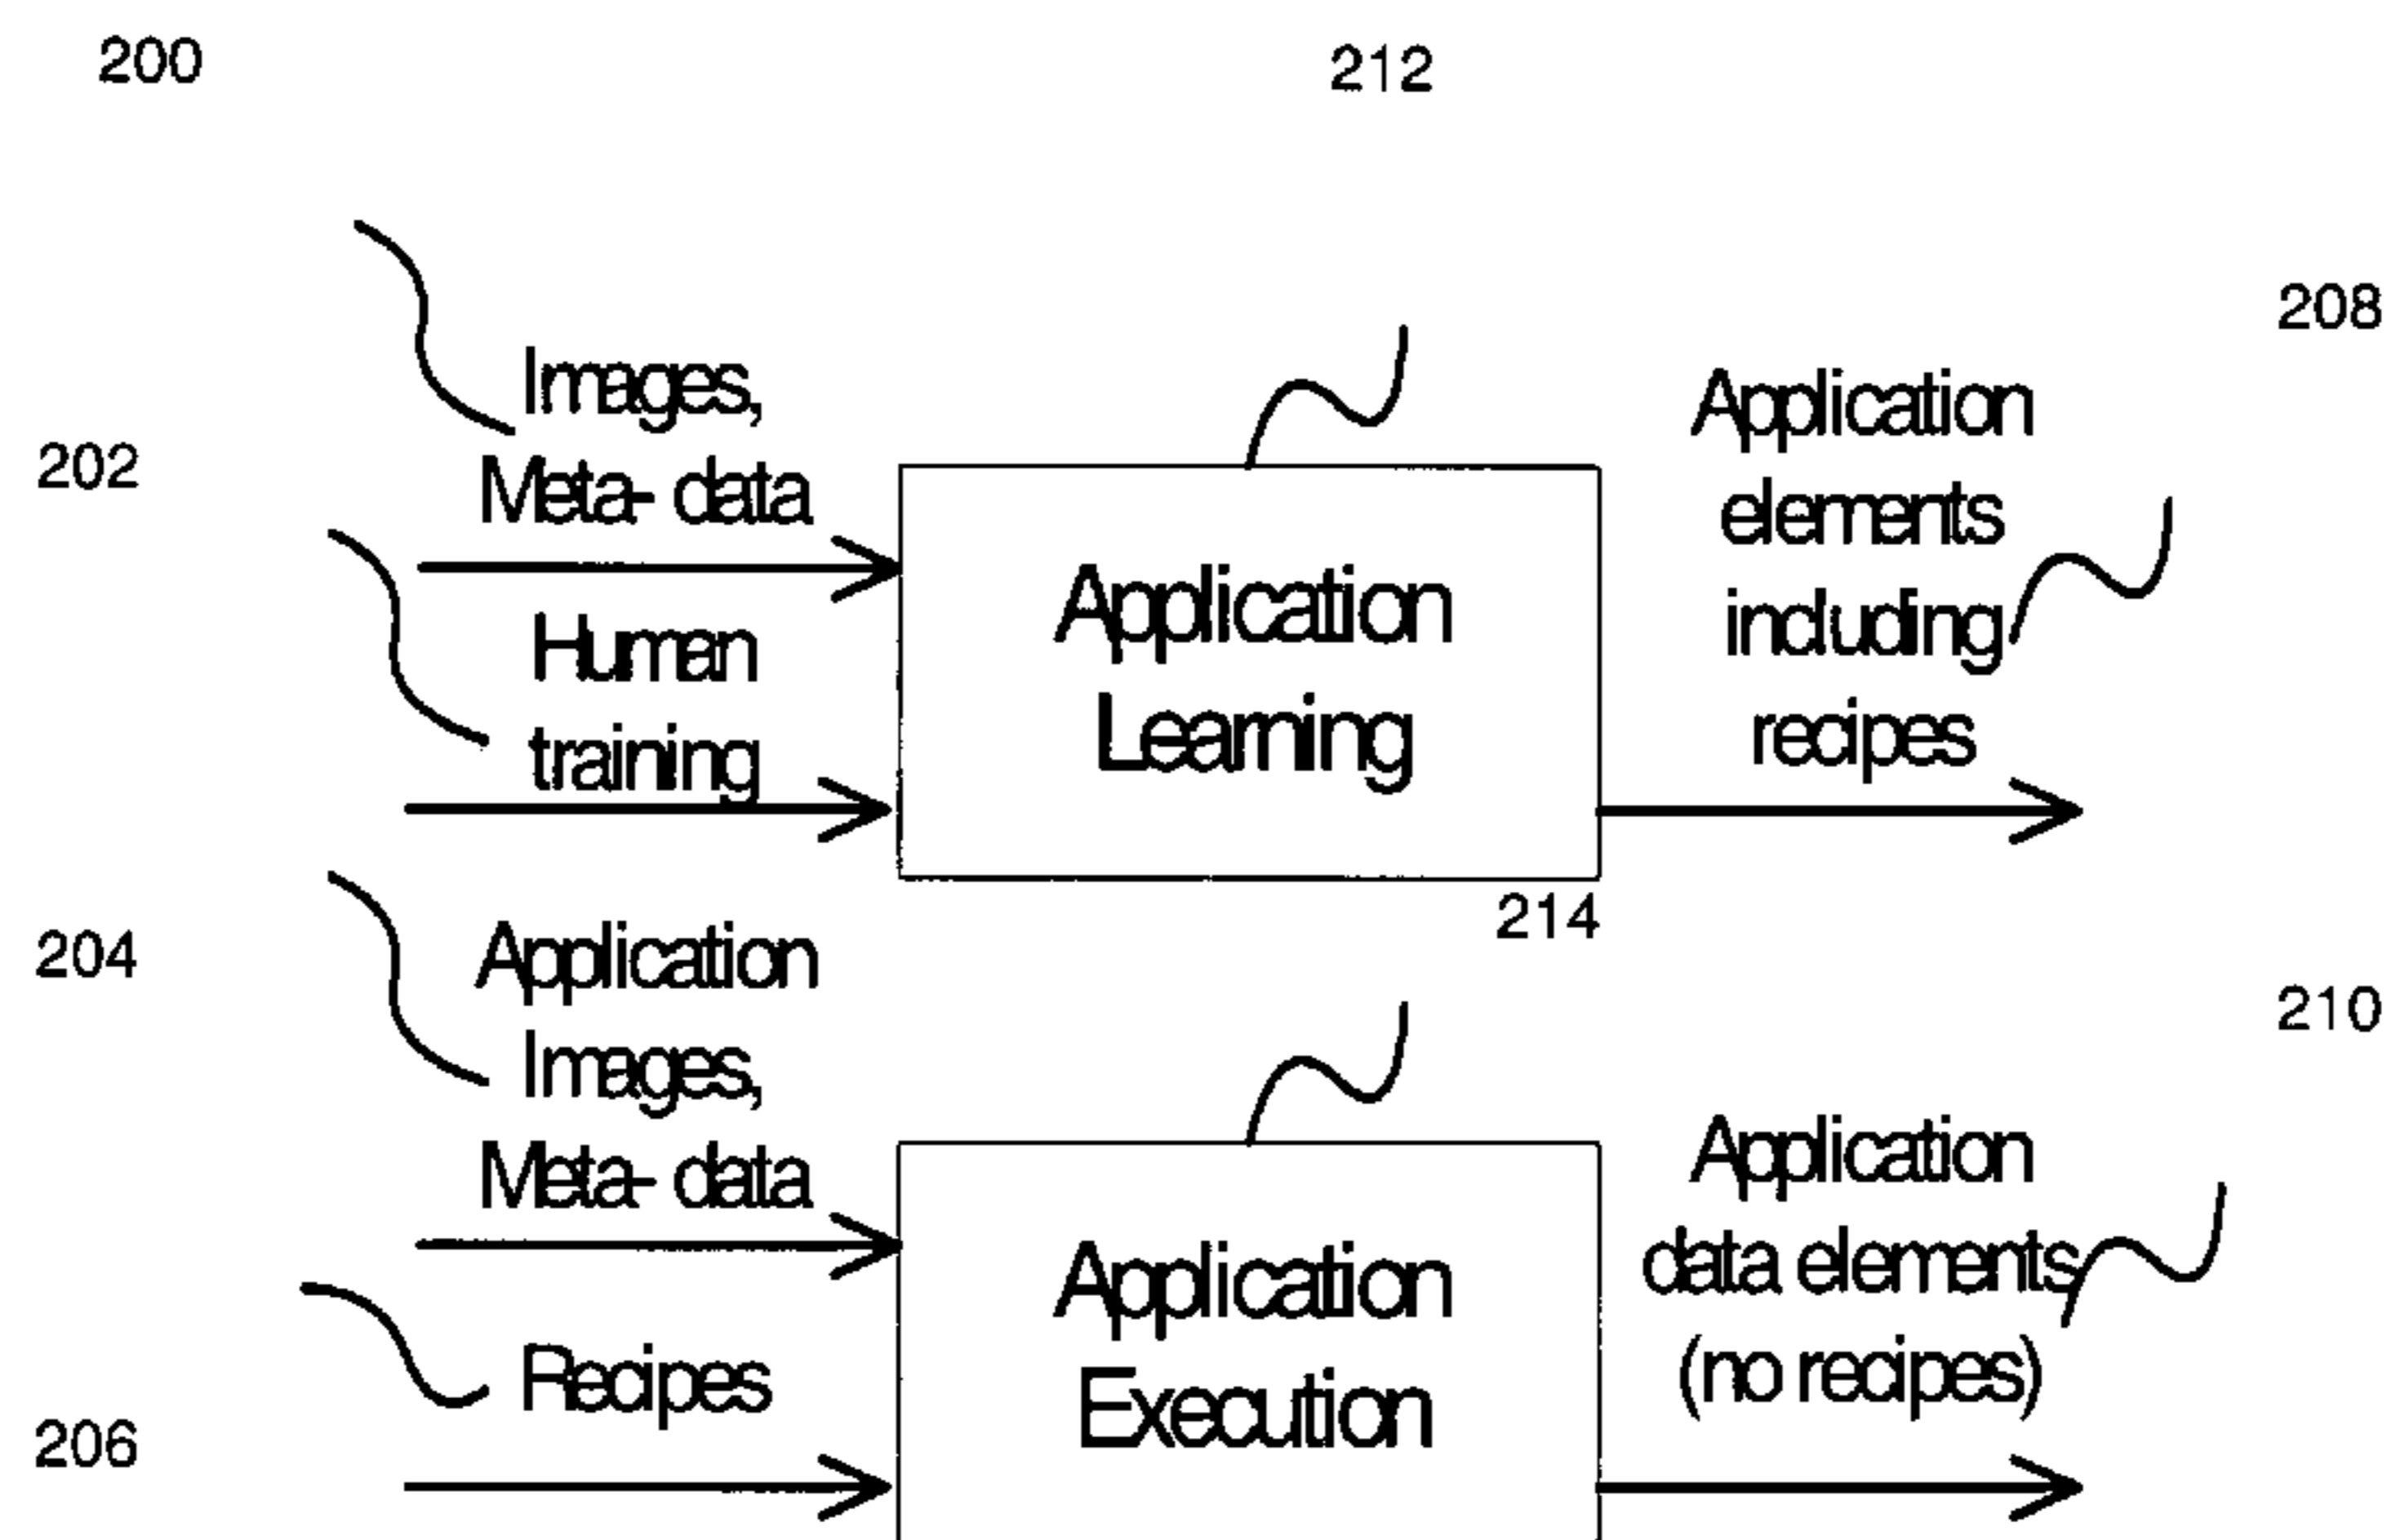 200
212
208
Images,
Meta- data
202
Human
training
Application
Learning
Application
elements
including
recipes
214
204
Application
Images,
Meta- data
210
Recipes
206
Application
Execution
Application
data elements
(no recipes)